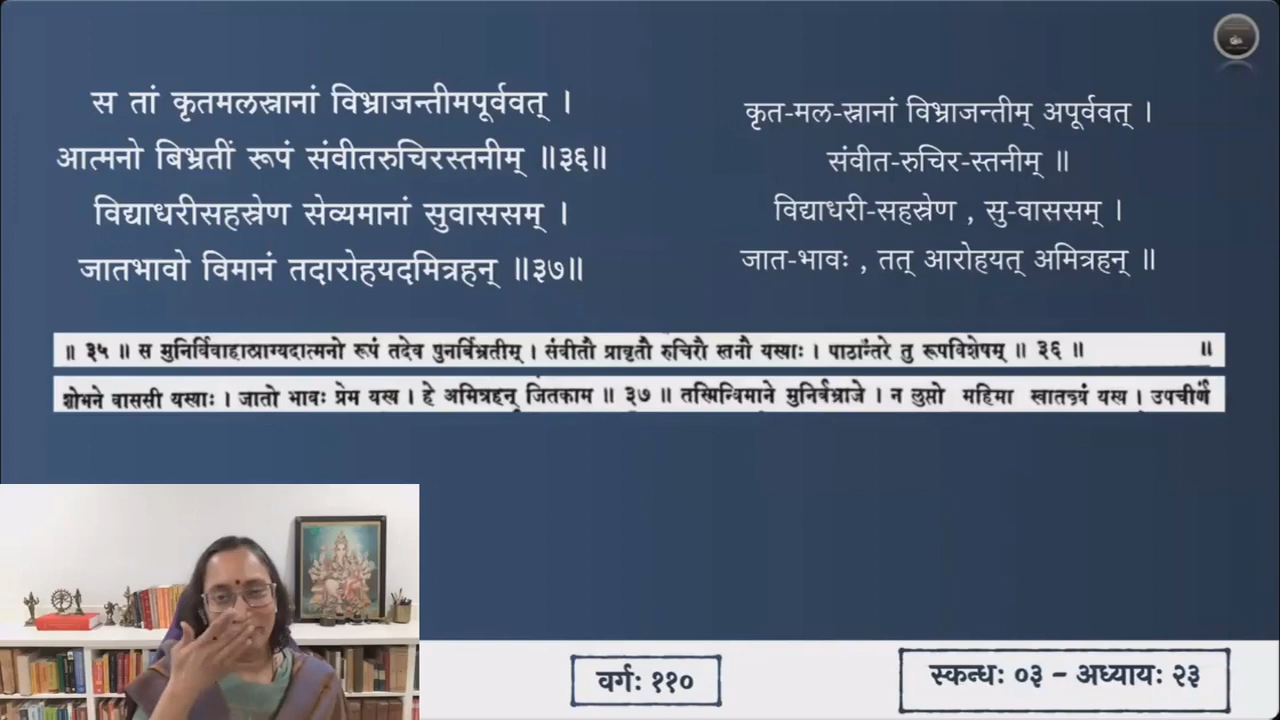 स तां कृतमलस्नानां विभ्राजन्तीमपूर्ववत् ।
आत्मनो बिभ्रतीं रूपं संवीतरुचिरस्तनीम् ॥३६॥
विद्याधरीसहस्रेण सेव्यमानां सुवाससम् ।
जातभावो विमानं तदारोहयदमित्रहन् ॥३७॥
कृत-मल-स्नानां विभ्राजन्तीम् अपूर्ववत् ।
संवीत-रुचिर-स्तनीम् ॥
विद्याधरी-सहस्रेण , सु-वाससम् ।
जात-भावः , तत् आरोहयत् अमित्रहन् ॥
॥ ३५ ॥ स मुनिर्विवाहात्प्राग्यदात्मनो रूपं तदेव पुनर्बिभ्रतीम् । संवीतौ प्रावृतौ रुचिरौ स्तनौ यस्याः । पाठान्तरे तु रूपविशेषम् ॥ ३६ ॥ ॥
शोभने वाससी यस्याः । जातो भावः प्रेम यस्य । हे अमित्रहन् जितकाम ॥ ३७ ॥ तस्मिन्विमाने मुनिर्बभ्राजे । न लुप्तो महिमा स्वातन्त्र्यं यस्य । उपचीर्णं
वर्गः ११०
स्कन्धः ०३ – अध्यायः २३